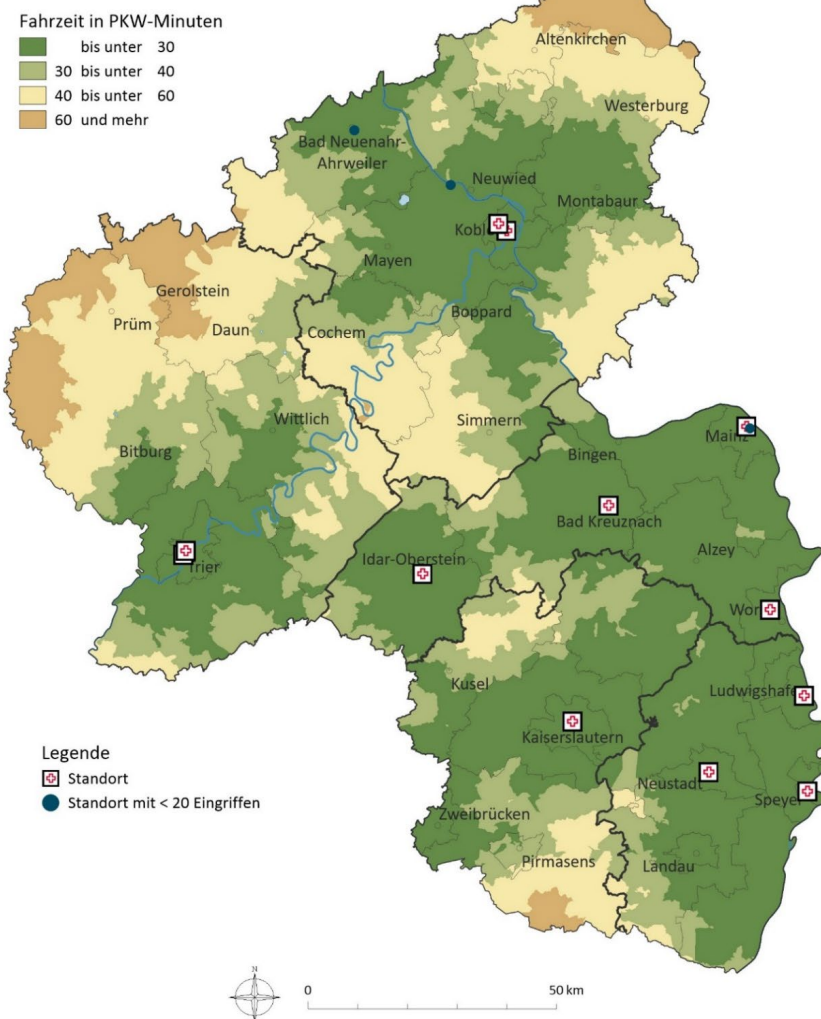 Fahrzeit in PKW-Minuten
bis unter 30
30 bis unter 40
40 bis unter 60
60 und mehr
Altenkirchen
Westerburg
Bad Neuenahr-
Ahrweiler
Neuwied
Montabaur
Koble
Mayen
Gerolstein
Prüm
Daun
Cochem
Boppard
Wittlich
Simmern
Bitburg
Mainz
Bingen
Bad Kreuznach
Alzey
Idar-Oberstein
Trier
Wor
Kusel
Ludwigshafe
Kaiserslautern
Neustadt
Speyer
Zweibrücken
Pirmasens
Landau
Legende
Standort
Standort mit < 20 Eingriffen
N
0 50 km